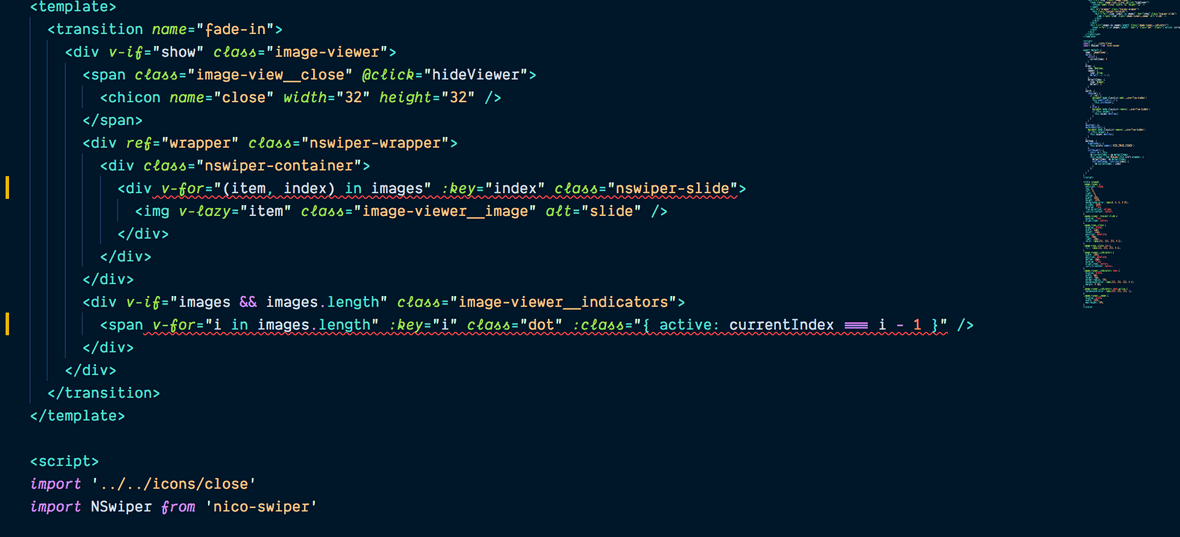 <template>
<transition name="fade-in">
<div v-if="show" class="image-viewer">
<span class="image-view__close" @click="hideViewer">
<chicon name="close" width="32" height="32" />
</span>
<div ref="wrapper" class="nswiper-wrapper">
<div class="nswiper-container">
<div v-for="(item, index) in images" :key="index" class="nswiper-slide">
<img v-lazy="item" class="image-viewer__image" alt="slide" />
</div>
</div>
</div>
<div v-if="images && images.length" class="image-viewer__indicators">
<span v-for="i in images.length" :key="i" class="dot" :class="{ active: currentIndex === i - 1 }" />
</div>
</div>
</transition>
</template>
<script>
import '../../icons/close'
import NSwiper from 'nico-swiper'